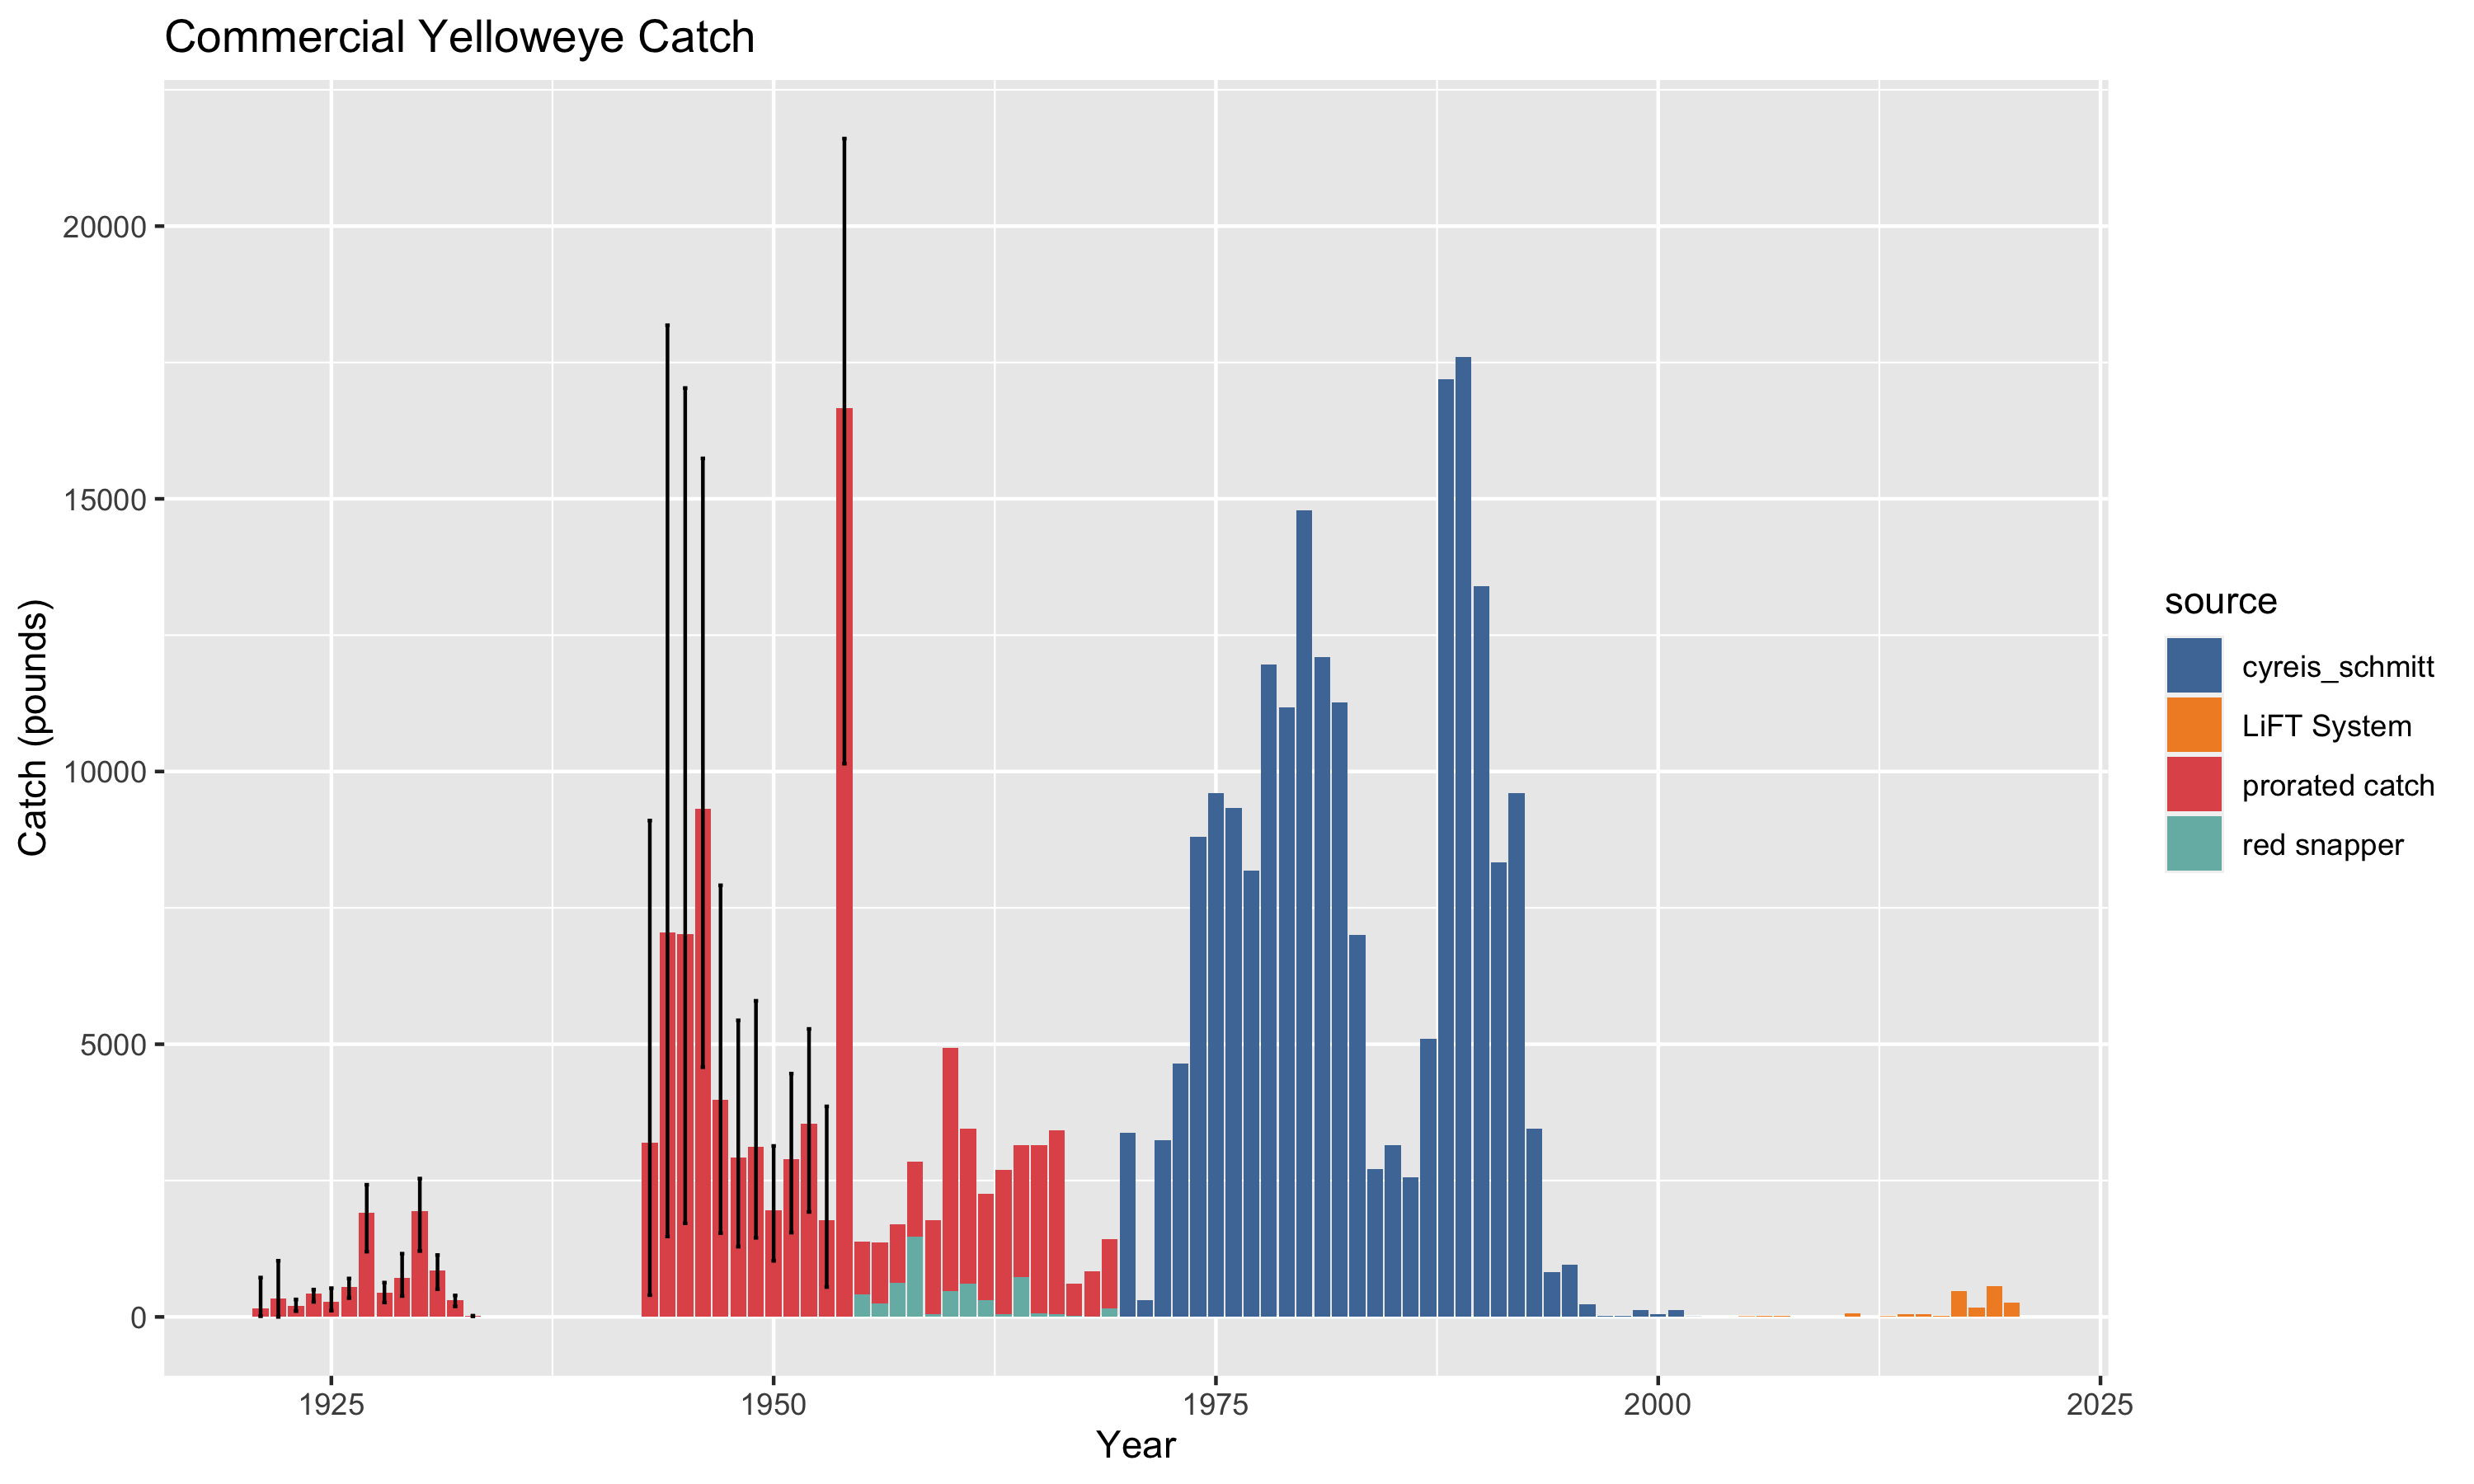 Commercial Yelloweye Catch
Catch (pounds)
20000
15000
10000
5000
0
1925
1950
1975
2000
2025
Year
source
cyreis_schmitt
LiFT System
prorated catch
red snapper